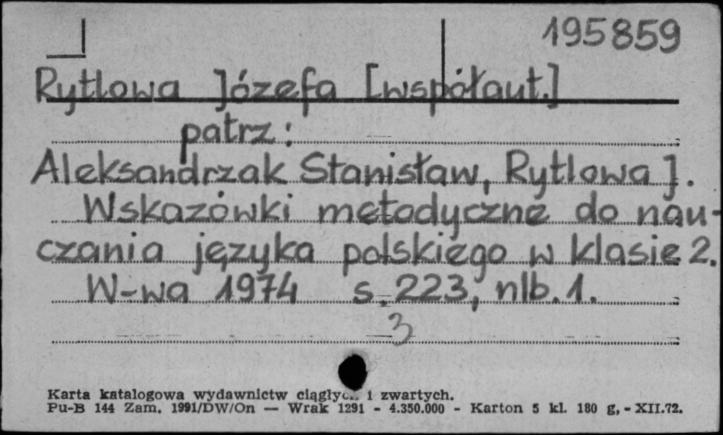 195859
Rytlowa Józefa [współaut.]
patrz:
Aleksandrzak Stanisław, Rytlowa J.
Wskazówki metodyczne do nau-
czania języka polskiego w klasie 2.
W-wa 1974 s. 223, nlb. 1.
3
Karta katalogowa wydawnictw i zwartych.
Pu-B 144 Zam. 1991/DW/On — Wrak 1291 - 4.350.000 - Karton 5 kl. 180 g, - XII.72.